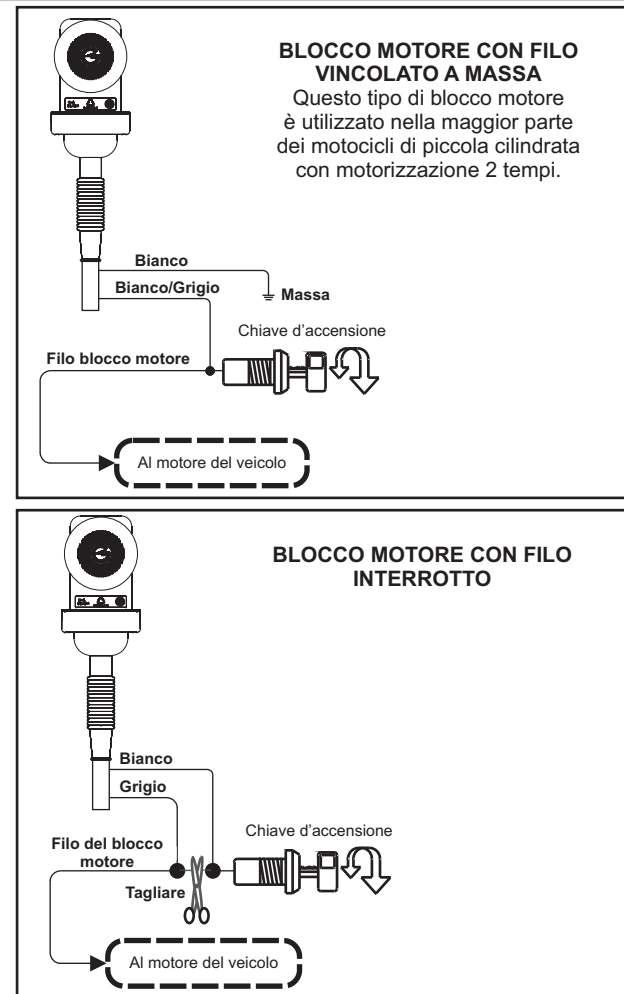 BLOCCO MOTORE CON FILO
VINCOLATO A MASSA
Questo tipo di blocco motore
è utilizzato nella maggior parte
dei motocicli di piccola cilindrata
con motorizzazione 2 tempi.
Bianco
Bianco/Grigio
Massa
Chiave d'accensione
Filo blocco motore
Al motore del veicolo
BLOCCO MOTORE CON FILO
INTERROTTO
Bianco
Grigio
Chiave d'accensione
Filo del blocco
motore
Tagliare
Al motore del veicolo